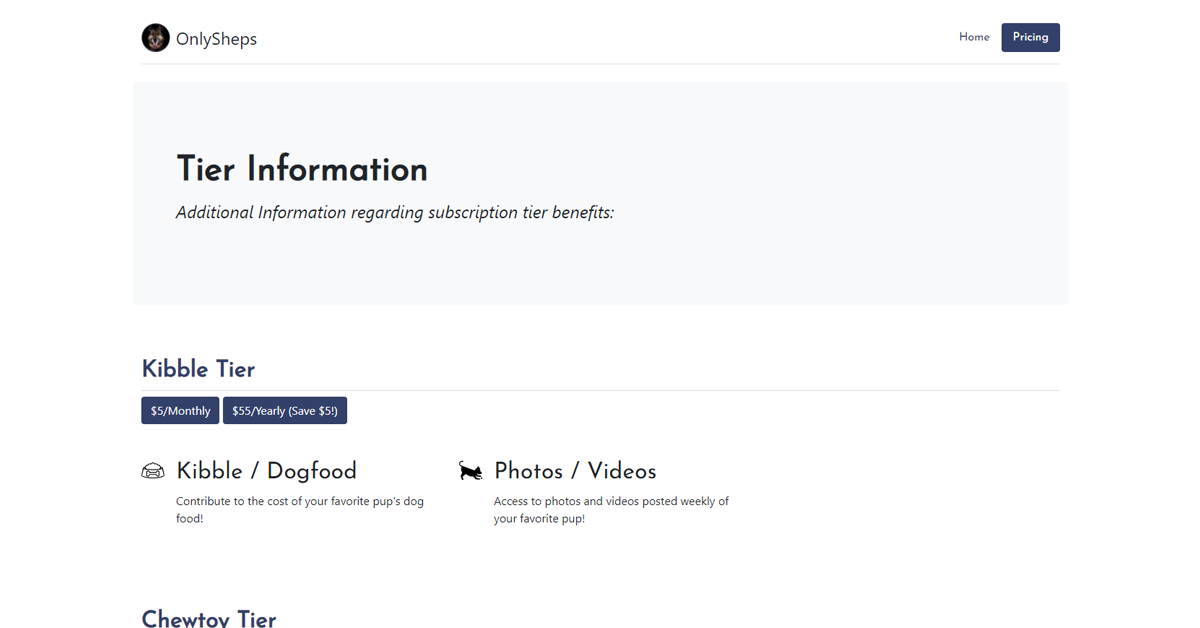 OnlySheps
Home
Pricing
Tier Information
Additional Information regarding subscription tier benefits:
Kibble Tier
$5/Monthly
$55/Yearly (Save $5!)
Kibble / Dogfood
Contribute to the cost of your favorite pup's dog
food!
Photos / Videos
Access to photos and videos posted weekly of
your favorite pup!
Chewtoy Tier